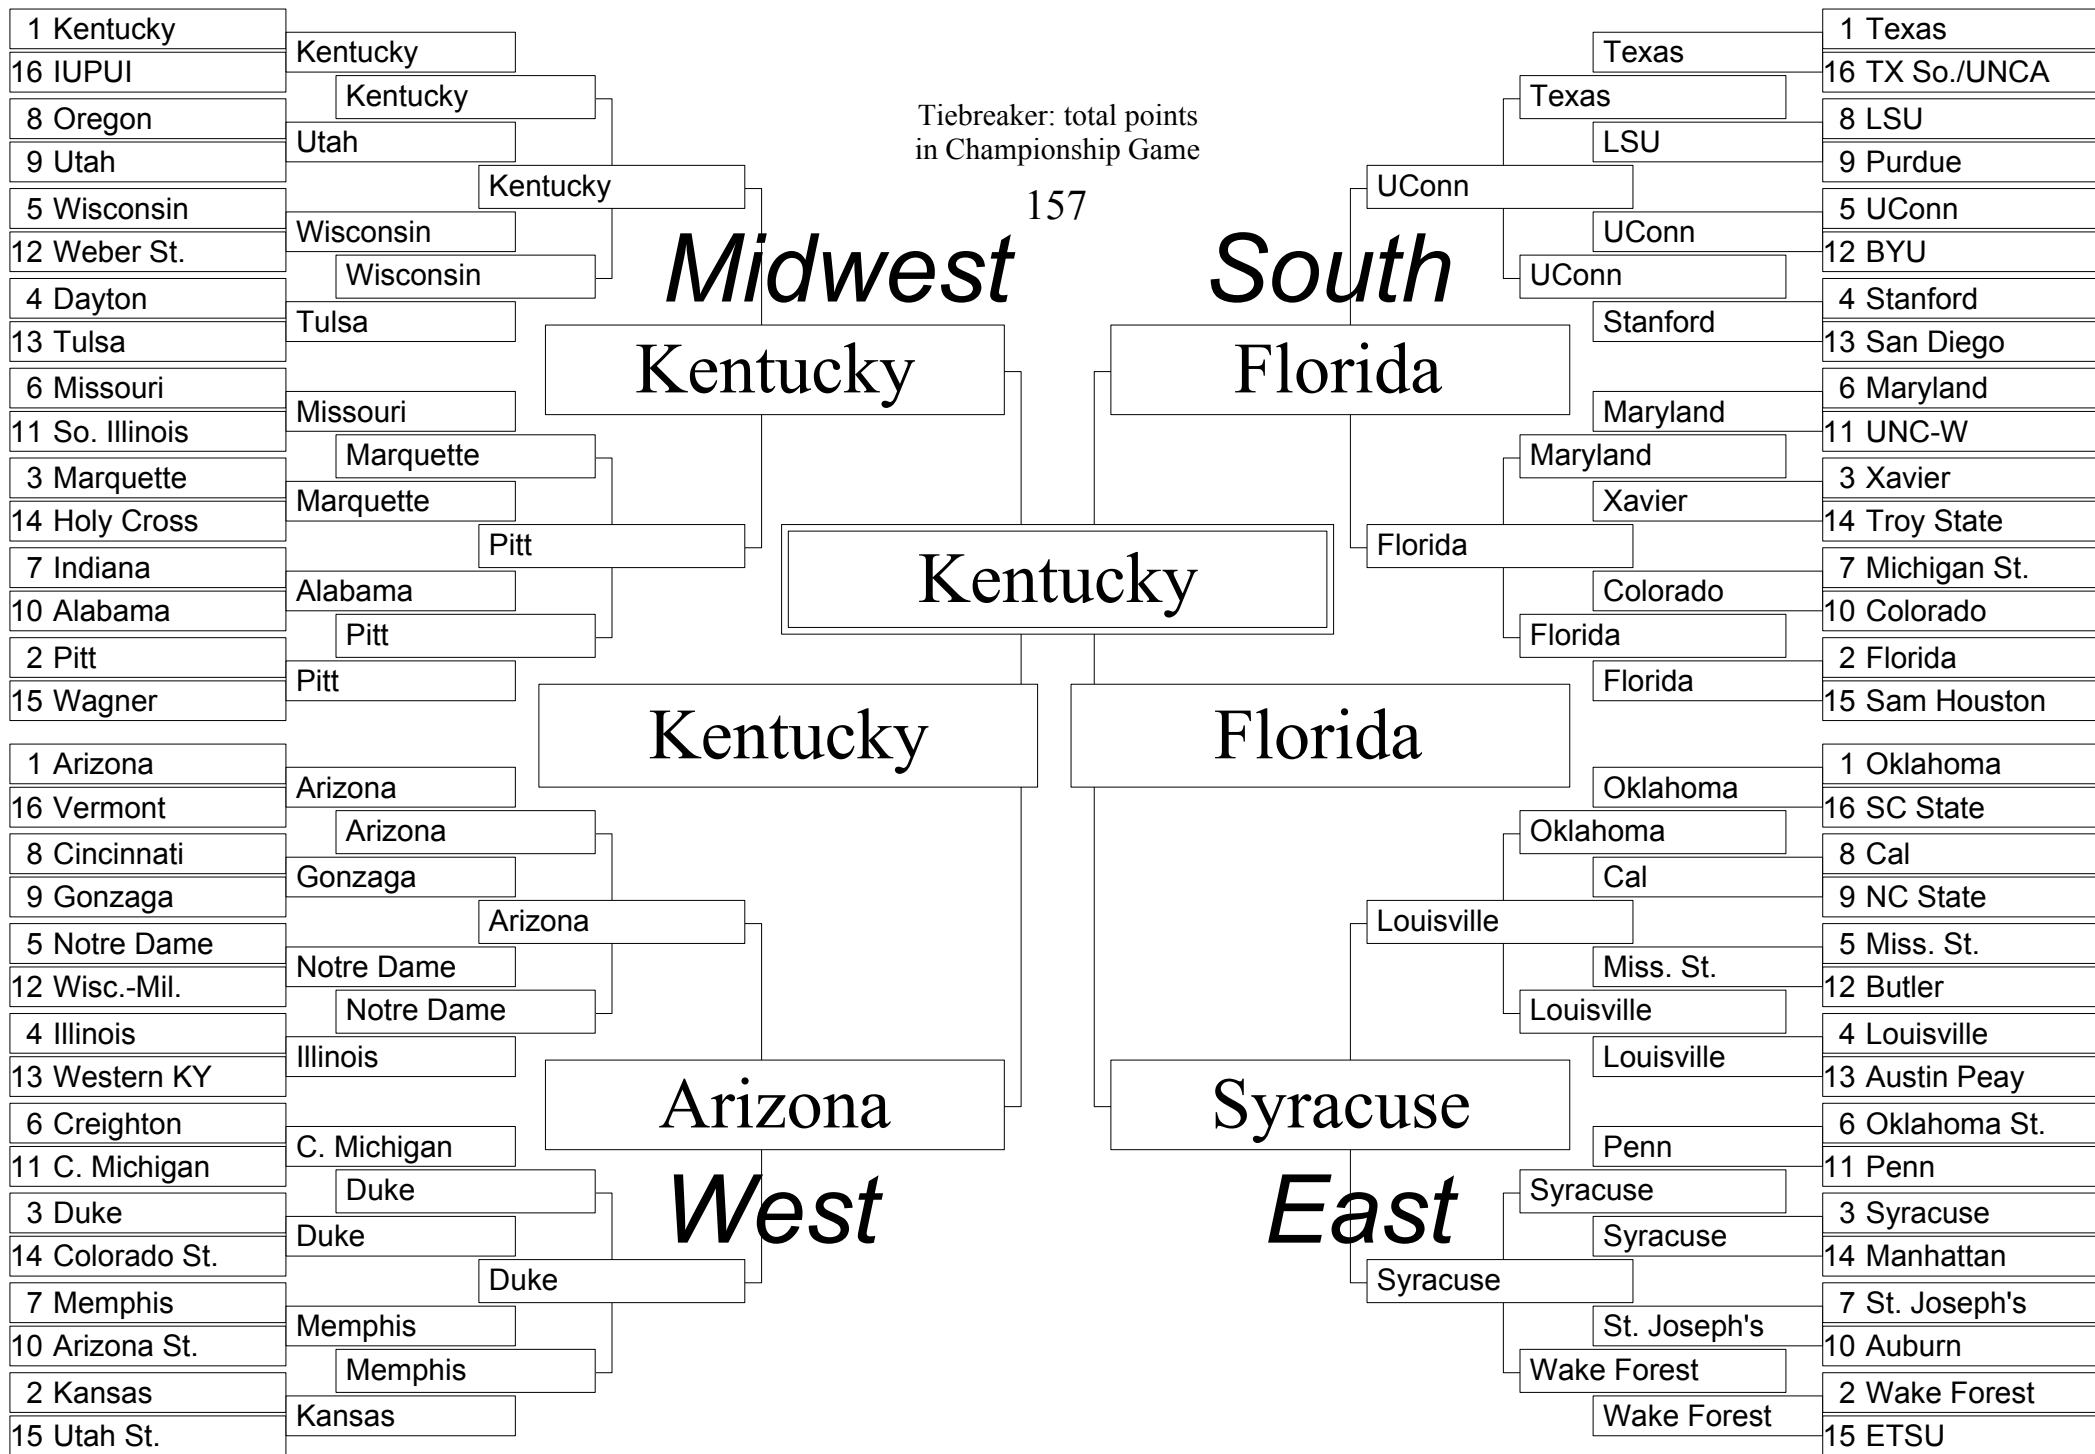 1 Kentucky
16 IUPUI
8 Oregon
9 Utah
5 Wisconsin
12 Weber St.
4 Dayton
13 Tulsa
6 Missouri
11 So. Illinois
3 Marquette
14 Holy Cross
7 Indiana
10 Alabama
2 Pitt
15 Wagner
Kentucky
Utah
Wisconsin
Tulsa
Missouri
Marquette
Alabama
Pitt
Kentucky
Wisconsin
Marquette
Pitt
Kentucky
Pitt
Midwest
Kentucky
1 Arizona
16 Vermont
8 Cincinnati
9 Gonzaga
5 Notre Dame
12 Wisc.-Mil.
4 Illinois
13 Western KY
6 Creighton
11 C. Michigan
3 Duke
14 Colorado St.
7 Memphis
10 Arizona St.
2 Kansas
15 Utah St.
Arizona
Gonzaga
Notre Dame
Illinois
C. Michigan
Duke
Memphis
Kansas
Arizona
Notre Dame
Duke
Memphis
Arizona
Duke
Arizona
West
Tiebreaker: total points
in Championship Game
157
Kentucky
Kentucky
Florida
South
Florida
UConn
Florida
Texas
UConn
Maryland
Florida
Texas
LSU
UConn
Stanford
Maryland
Xavier
Colorado
Florida
1 Texas
16 TX So./UNCA
8 LSU
9 Purdue
5 UConn
12 BYU
4 Stanford
13 San Diego
6 Maryland
11 UNC-W
3 Xavier
14 Troy State
7 Michigan St.
10 Colorado
2 Florida
15 Sam Houston
Syracuse
East
Louisville
Syracuse
Oklahoma
Louisville
Syracuse
Wake Forest
Oklahoma
Cal
Miss. St.
Louisville
Penn
Syracuse
St. Joseph's
Wake Forest
1 Oklahoma
16 SC State
8 Cal
9 NC State
5 Miss. St.
12 Butler
4 Louisville
13 Austin Peay
6 Oklahoma St.
11 Penn
3 Syracuse
14 Manhattan
7 St. Joseph's
10 Auburn
2 Wake Forest
15 ETSU